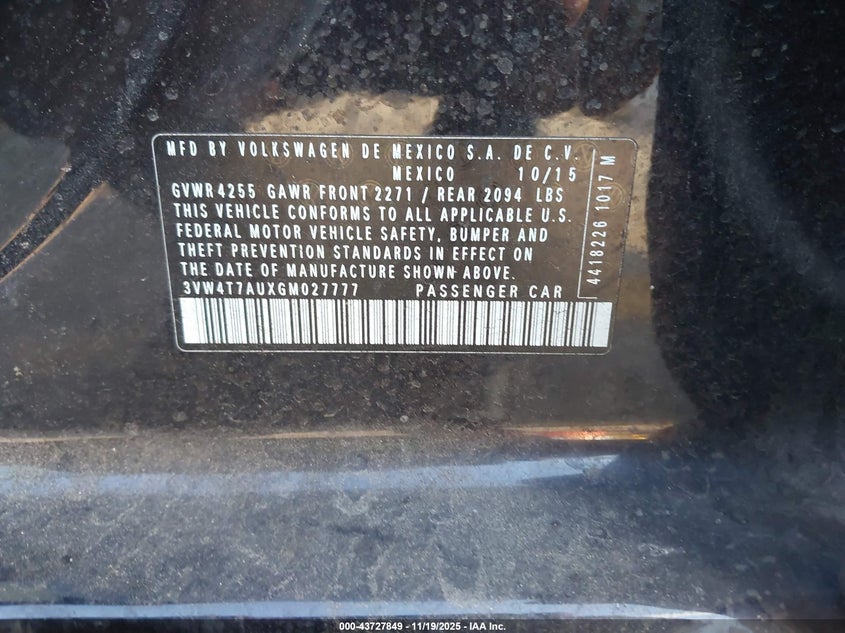 MFD BY VOLKSWAGEN DE MEXICO S.A. DE C.V.
MEXICO 10/15
GVWR 4255 GAWR FRONT 2271 / REAR 2094 LBS
THIS VEHICLE CONFORMS TO ALL APPLICABLE U.S.
FEDERAL MOTOR VEHICLE SAFETY, BUMPER AND
THEFT PREVENTION STANDARDS IN EFFECT ON
THE DATE OF MANUFACTURE SHOWN ABOVE.
3VW4T7AUXGM027777 PASSENGER CAR
4418226 1017 M
000-43727849 - 11/19/2025 - IAA Inc.